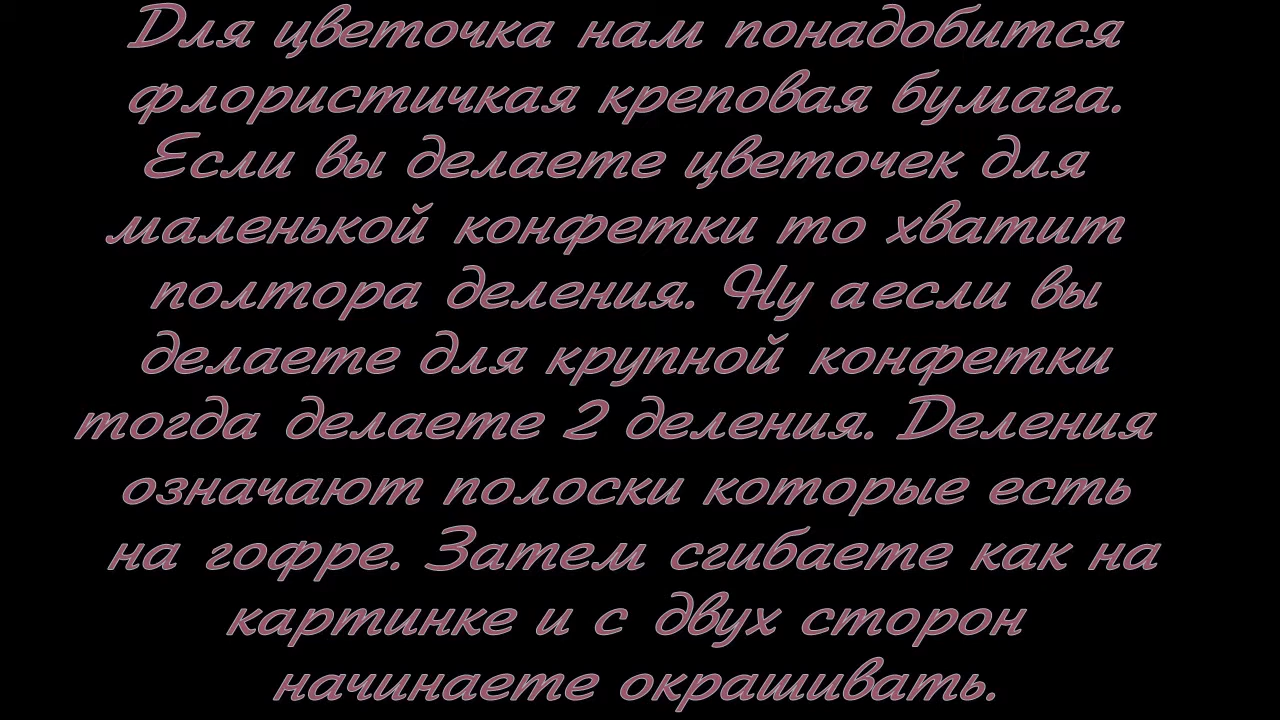 Для цветочка нам понадобится
флористичкая креповая бумага.
Если вы делаете цветочек для
маленькой конфетки то хватит
полтора деления. Ну аесли вы
делаете для крупной конфетки
тогда делаете 2 деления. Деления
означают полоски которые есть
на гофре. Затем сгибаете как на
картинке и с двух сторон
начинаете окрашивать.